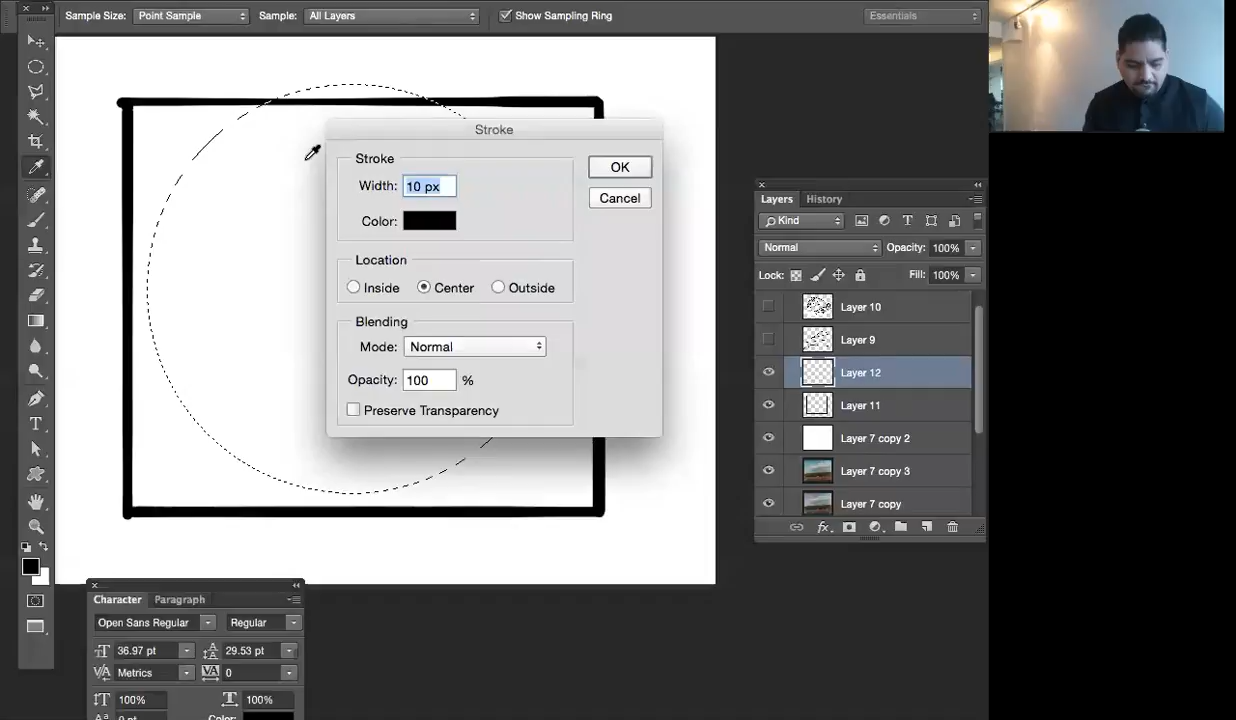 Sample Size: Point Sample Sample: All Layers Show Sampling Ring Essentials
Stroke
Stroke
Width: 10 px
Color:
OK
Cancel
Location
Inside Center Outside
Blending
Mode: Normal
Opacity: 100 %
Preserve Transparency
Layers History
Kind
Normal Opacity: 100%
Lock: Fill: 100%
Layer 10
Layer 9
Layer 12
Layer 11
Layer 7 copy 2
Layer 7 copy 3
Layer 7 copy
fx
Character Paragraph
Open Sans Regular Regular
36.97 pt 29.53 pt
Metrics 0
100% 100%
0 pt Color: